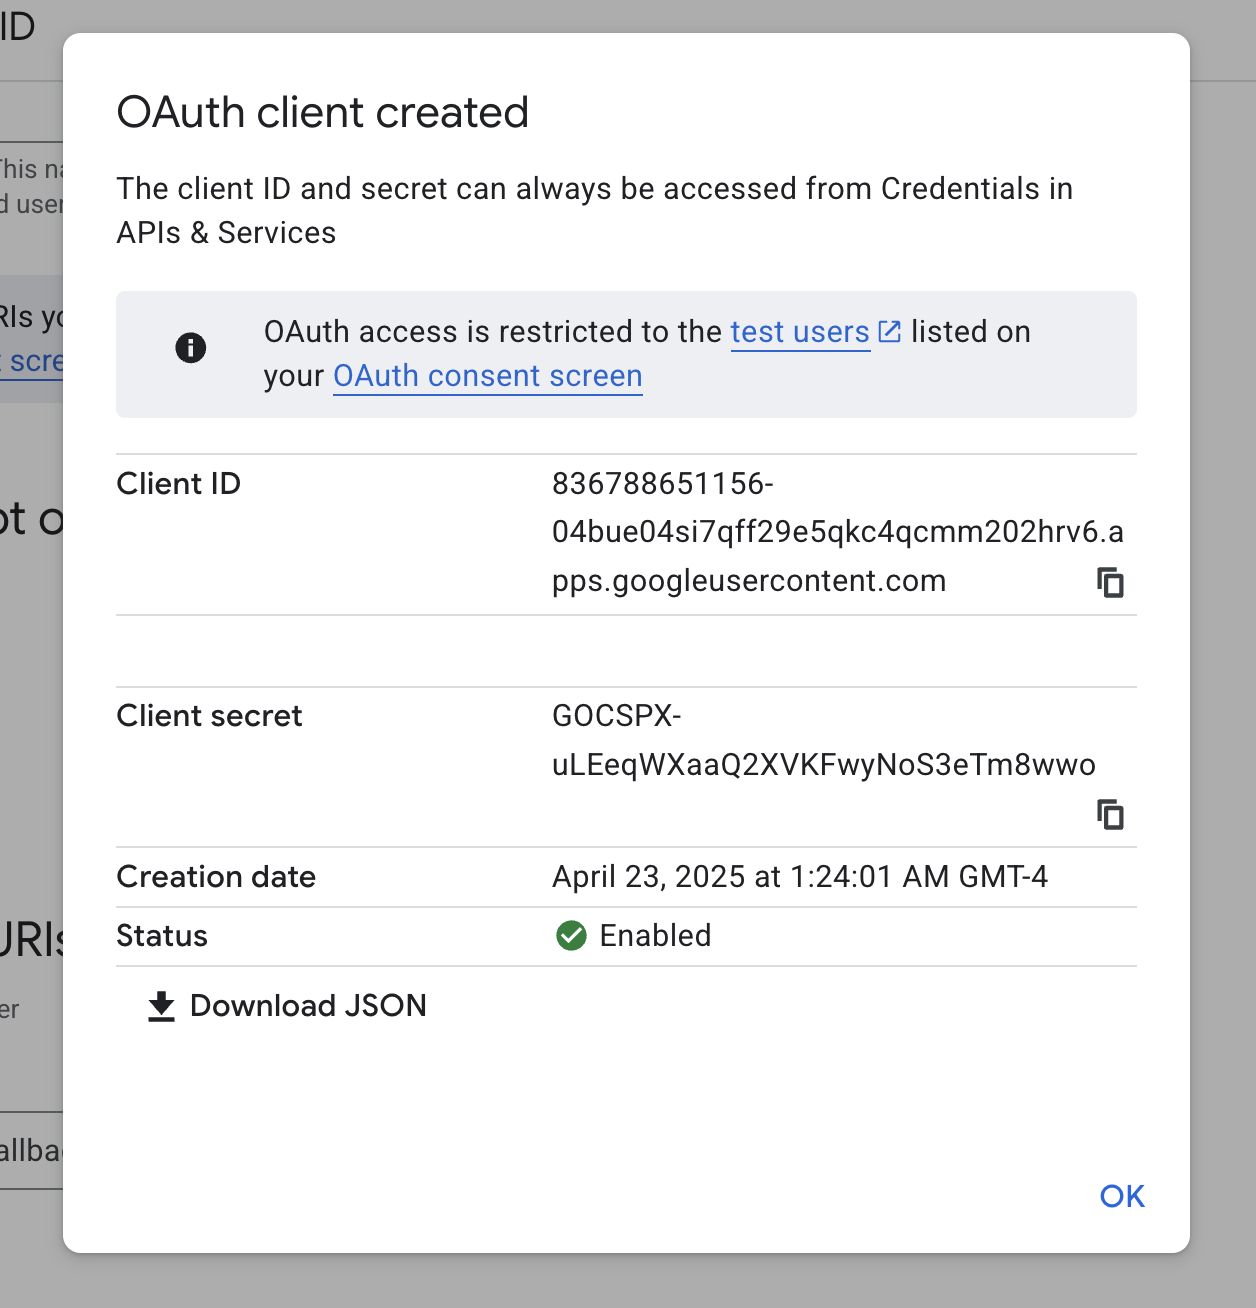 ID
OAuth client created
The client ID and secret can always be accessed from Credentials in
APIs & Services
This na
d user
OAuth access is restricted to the test users listed on
your OAuth consent screen
RIs yo
t scre
Client ID
836788651156-
04bue04si7qff29e5qkc4qcmm202hrv6.a
pps.googleusercontent.com
ot o
Client secret
GOCSPX-
uLEeqWXaaQ2XVKFwyNoS3eTm8wwo
Creation date April 23, 2025 at 1:24:01 AM GMT-4
Status Enabled
URIs
er
Download JSON
allba
OK